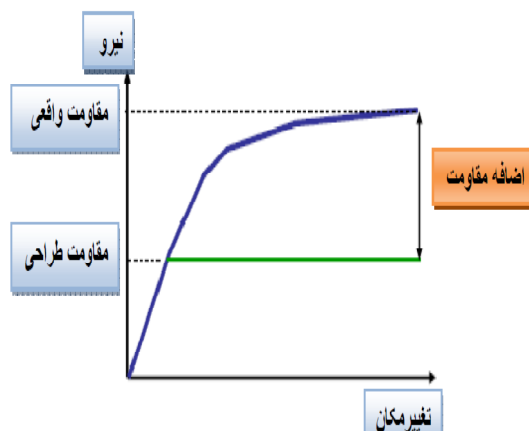 نیرو
مقاومت واقعی
اضافه مقاومت
مقاومت طراحی
تغییرمکان